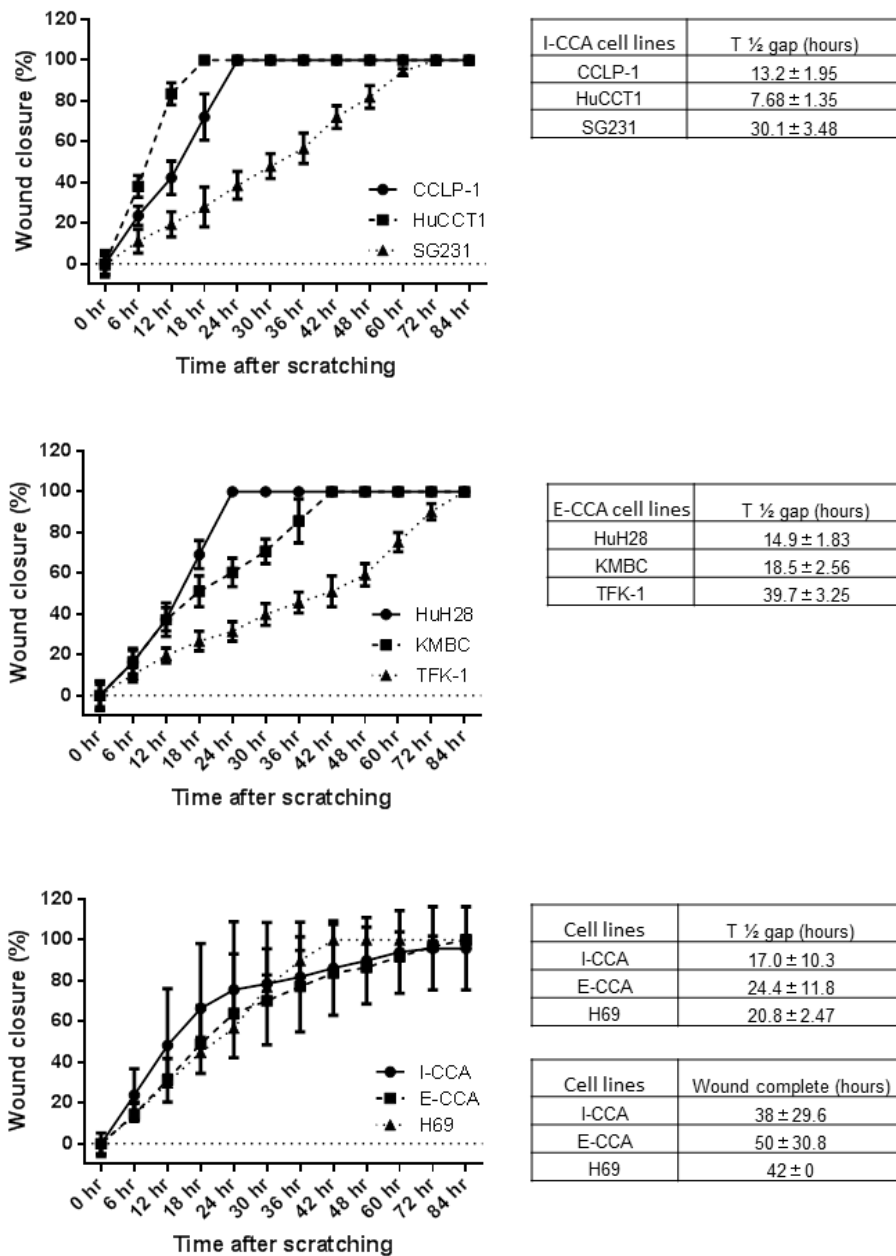 Wound closure (%)
120
100
80
60
40
20
0
CCLP-1
HuCCT1
SG231
0 hr
6 hr
12 hr
18 hr
24 hr
30 hr
36 hr
42 hr
48 hr
60 hr
72 hr
84 hr
Time after scratching
I-CCA cell lines T ½ gap (hours)
CCLP-1 13.2 ± 1.95
HuCCT1 7.68 ± 1.35
SG231 30.1 ± 3.48
Wound closure (%)
120
100
80
60
40
20
0
HuH28
KMBC
TFK-1
0 hr
6 hr
12 hr
18 hr
24 hr
30 hr
36 hr
42 hr
48 hr
60 hr
72 hr
84 hr
Time after scratching
E-CCA cell lines T ½ gap (hours)
HuH28 14.9 ± 1.83
KMBC 18.5 ± 2.56
TFK-1 39.7 ± 3.25
Wound closure (%)
120
100
80
60
40
20
0
I-CCA
E-CCA
H69
0 hr
6 hr
12 hr
18 hr
24 hr
30 hr
36 hr
42 hr
48 hr
60 hr
72 hr
84 hr
Time after scratching
Cell lines T ½ gap (hours)
I-CCA 17.0 ± 10.3
E-CCA 24.4 ± 11.8
H69 20.8 ± 2.47
Cell lines Wound complete (hours)
I-CCA 38 ± 29.6
E-CCA 50 ± 30.8
H69 42 ± 0